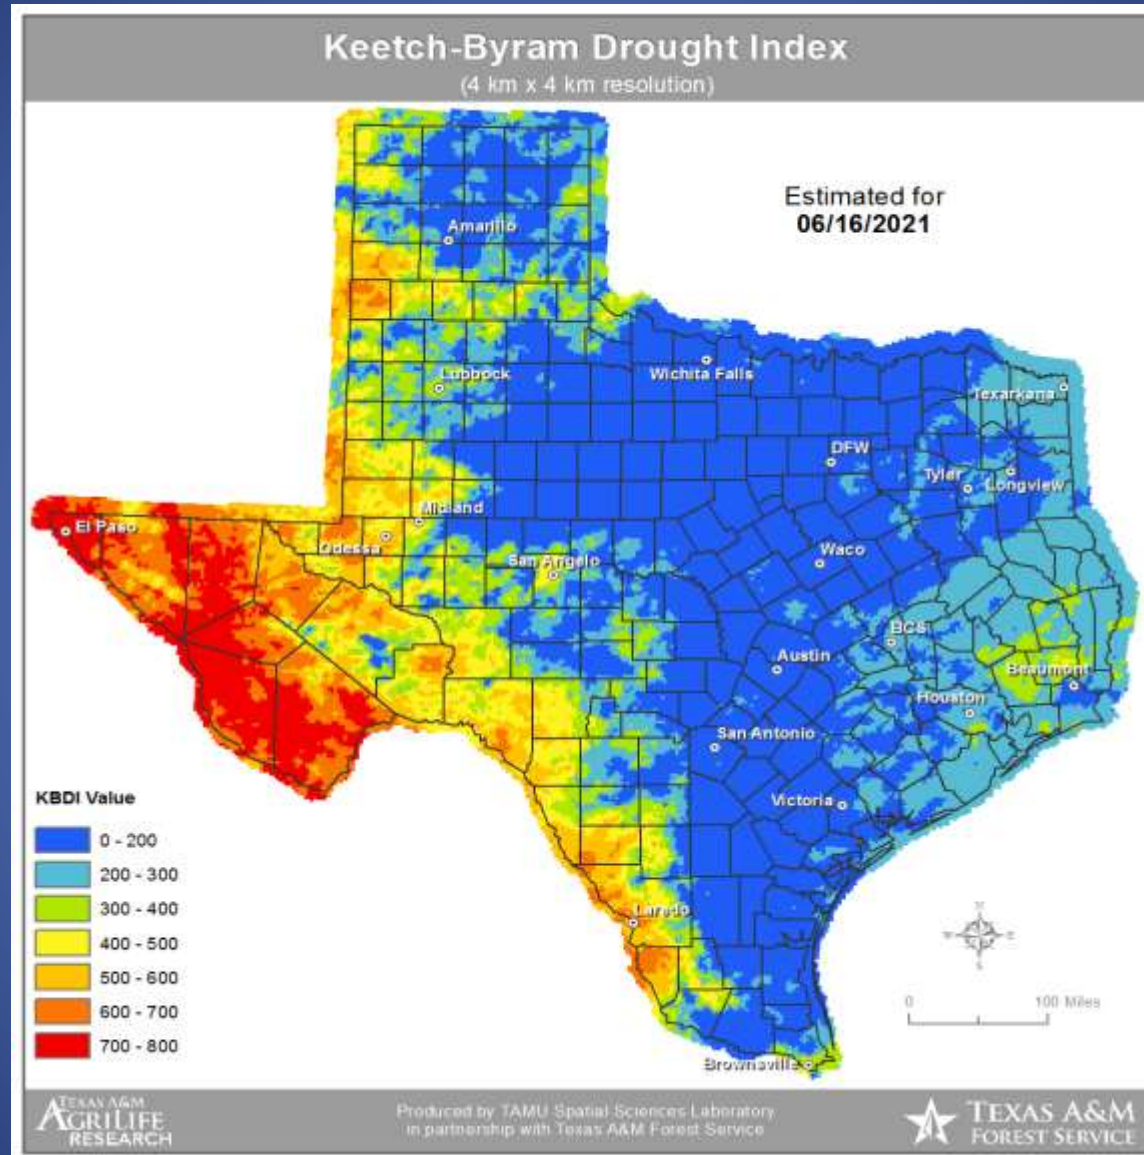 Keetch-Byram Drought Index
(4 km x 4 km resolution)
Estimated for
06/16/2021
Amarillo
Lubbock
Wichita Falls
Texarkana
DFW
Tyler
Longview
El Paso
Midland
Odessa
San Angelo
Waco
BCS
Austin
Beaumont
Houston
San Antonio
Victoria
Laredo
Brownsville
KBDI Value
0 - 200
200 - 300
300 - 400
400 - 500
500 - 600
600 - 700
700 - 800
N
W E
S
0 100 Miles
TEXAS A&M
AGRILIFE
RESEARCH
Produced by TAMU Spatial Sciences Laboratory
in partnership with Texas A&M Forest Service
TEXAS A&M
FOREST SERVICE